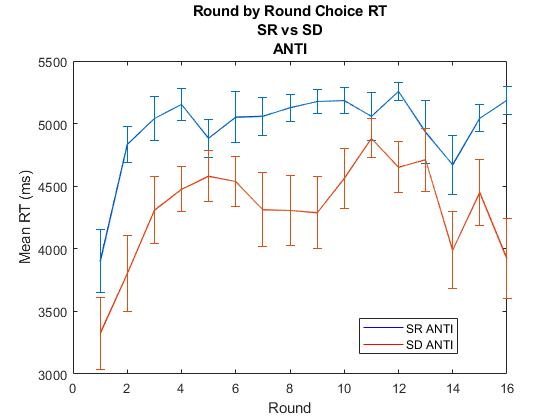 Round by Round Choice RT
SR vs SD
ANTI
5500
5000
4500
4000
3500
3000
Mean RT (ms)
0 2 4 6 8 10 12 14 16
Round
SR ANTI
SD ANTI